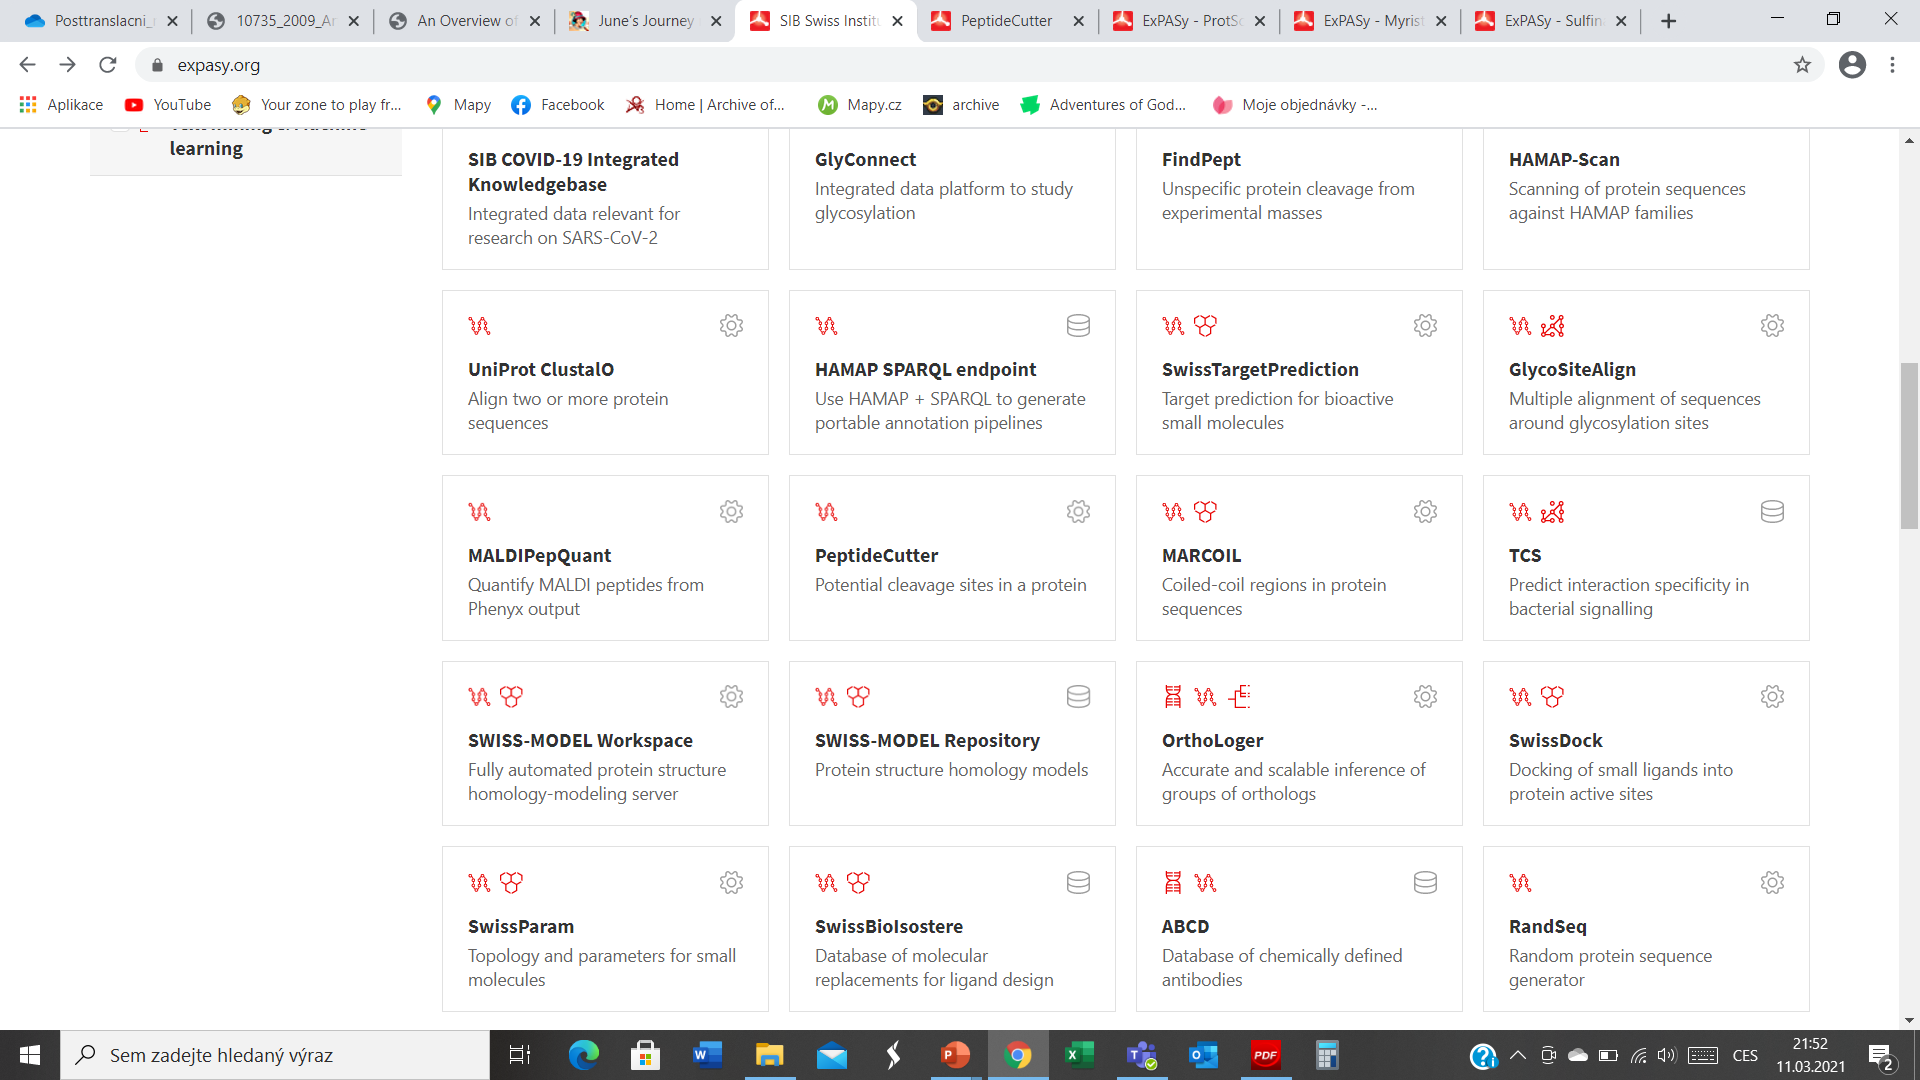 Posttranslacni_
10735_2009_Ar
An Overview of
June's Journey
SIB Swiss Institu
PeptideCutter
ExPASy - ProtSc
ExPASy - Myrist
ExPASy - Sulfin
expasy.org
Aplikace
YouTube
Your zone to play fr...
Mapy
Facebook
Home | Archive of...
Mapy.cz
archive
Adventures of God...
Moje objednávky -...
learning
SIB COVID-19 Integrated
Knowledgebase
Integrated data relevant for
research on SARS-CoV-2
GlyConnect
Integrated data platform to study
glycosylation
FindPept
Unspecific protein cleavage from
experimental masses
HAMAP-Scan
Scanning of protein sequences
against HAMAP families
UniProt ClustalO
Align two or more protein
sequences
HAMAP SPARQL endpoint
Use HAMAP + SPARQL to generate
portable annotation pipelines
SwissTargetPrediction
Target prediction for bioactive
small molecules
GlycoSiteAlign
Multiple alignment of sequences
around glycosylation sites
MALDIPepQuant
Quantify MALDI peptides from
Phenyx output
PeptideCutter
Potential cleavage sites in a protein
MARCOIL
Coiled-coil regions in protein
sequences
TCS
Predict interaction specificity in
bacterial signalling
SWISS-MODEL Workspace
Fully automated protein structure
homology-modeling server
SWISS-MODEL Repository
Protein structure homology models
OrthoLoger
Accurate and scalable inference of
groups of orthologs
SwissDock
Docking of small ligands into
protein active sites
SwissParam
Topology and parameters for small
molecules
SwissBioIsostere
Database of molecular
replacements for ligand design
ABCD
Database of chemically defined
antibodies
RandSeq
Random protein sequence
generator
Sem zadejte hledaný výraz
PDF
CES
21:52
11.03.2021
2